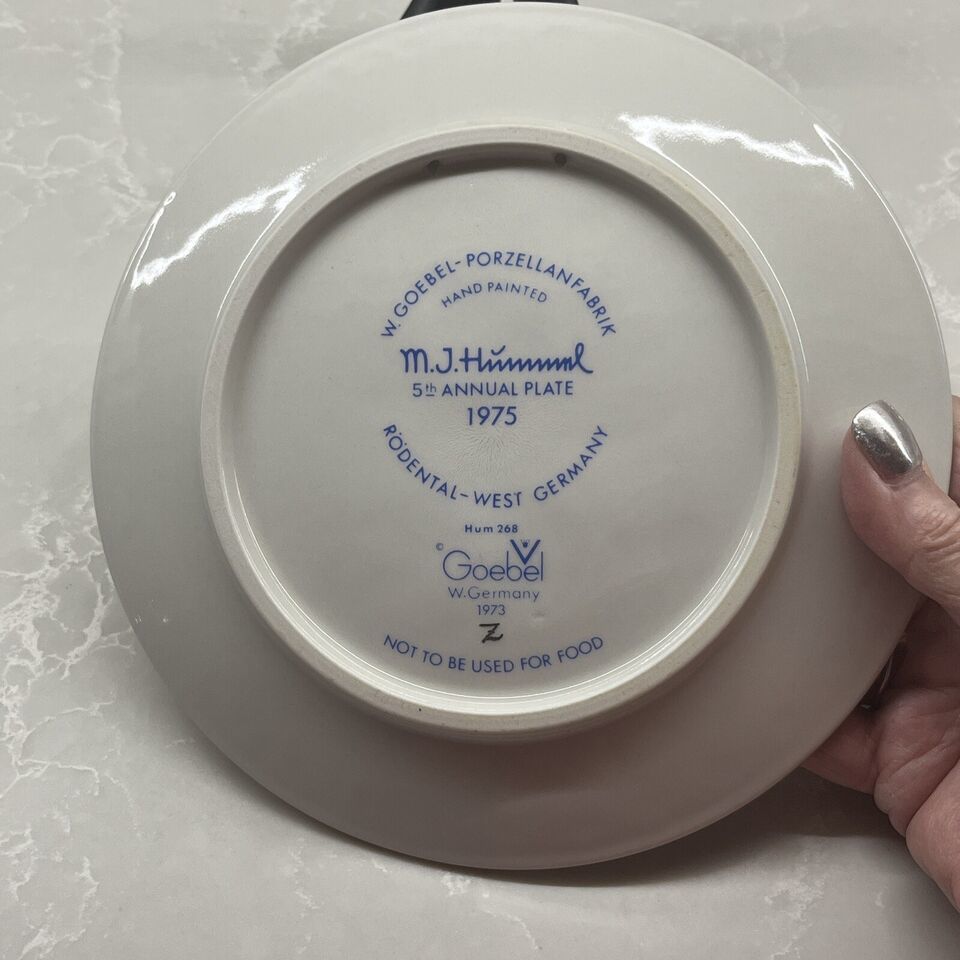 W. GOEBEL-PORZELLANFABRIK
HAND PAINTED
M.J.Hummel
5th ANNUAL PLATE
1975
RÖDENTAL-WEST GERMANY
Hum 268
© Goebel
W.Germany
1973
Z
NOT TO BE USED FOR FOOD